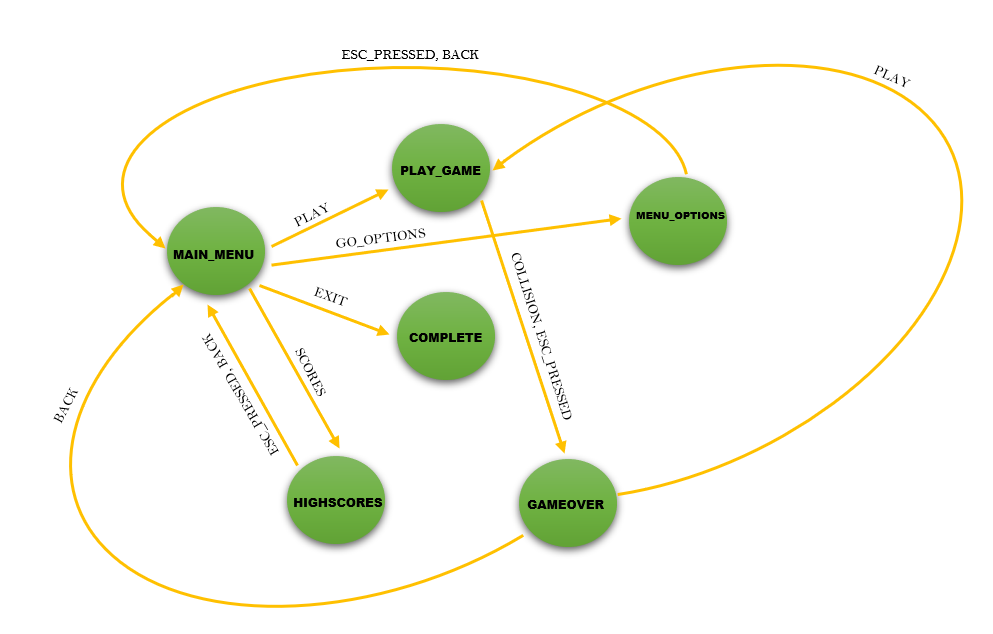 ESC_PRESSED, BACK
PLAY
PLAY_GAME
PLAY
MENU_OPTIONS
GO_OPTIONS
MAIN_MENU
EXIT
COLLISION, ESC_PRESSED
COMPLETE
SCORES
ESC_PRESSED, BACK
BACK
HIGHSCORES
GAMEOVER